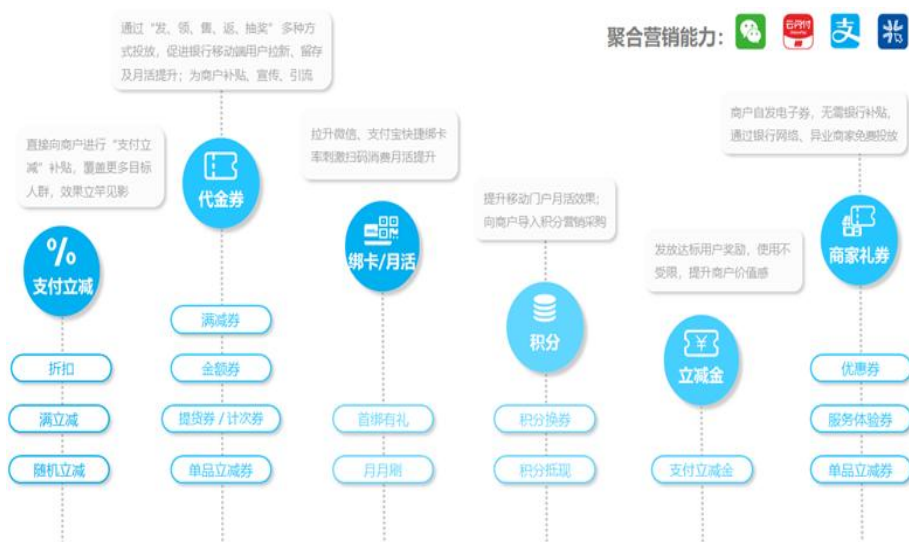 聚合营销能力:
云闪付
支
直接向商户进行“支付立
减”补贴，覆盖更多目标
人群，效果立竿见影
%
支付立减
折扣
满立减
随机立减
通过“发、领、售、返、抽奖”多种方
式投放，促进银行移动端用户拉新、留存
及月活提升；为商户补贴、宣传、引流
代金券
满减券
金额券
提货券 / 计次券
单品立减券
拉升微信、支付宝快捷绑卡
率刺激扫码消费月活提升
绑卡/月活
首绑有礼
月月刷
提升移动门户月活效果；
向商户导入积分营销采购
积分
积分换券
积分抵现
发放达标用户奖励，使用不
受限，提升商户价值感
¥
立减金
支付立减金
商户自发电子券，无需银行补贴，
通过银行网络、异业商家免费投放
商家礼券
优惠券
服务体验券
单品立减券